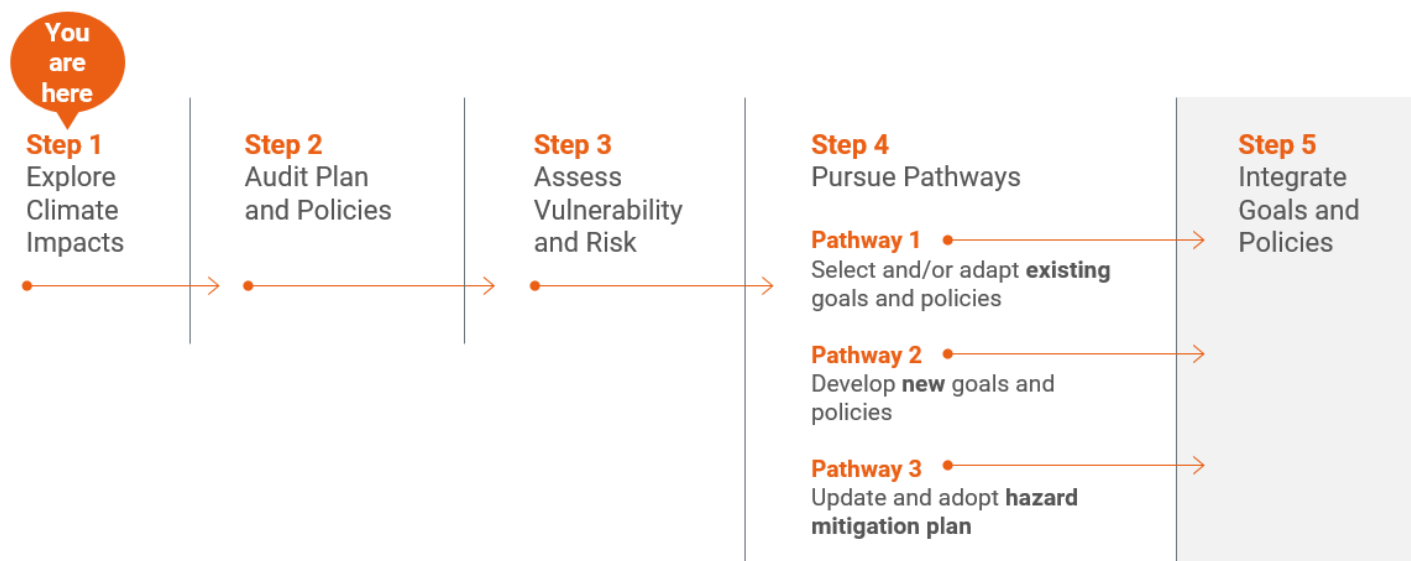 You
are
here
Step 1
Explore
Climate
Impacts
Step 2
Audit Plan
and Policies
Step 3
Assess
Vulnerability
and Risk
Step 4
Pursue Pathways
Pathway 1
Select and/or adapt existing
goals and policies
Pathway 2
Develop new goals and
policies
Pathway 3
Update and adopt hazard
mitigation plan
Step 5
Integrate
Goals and
Policies